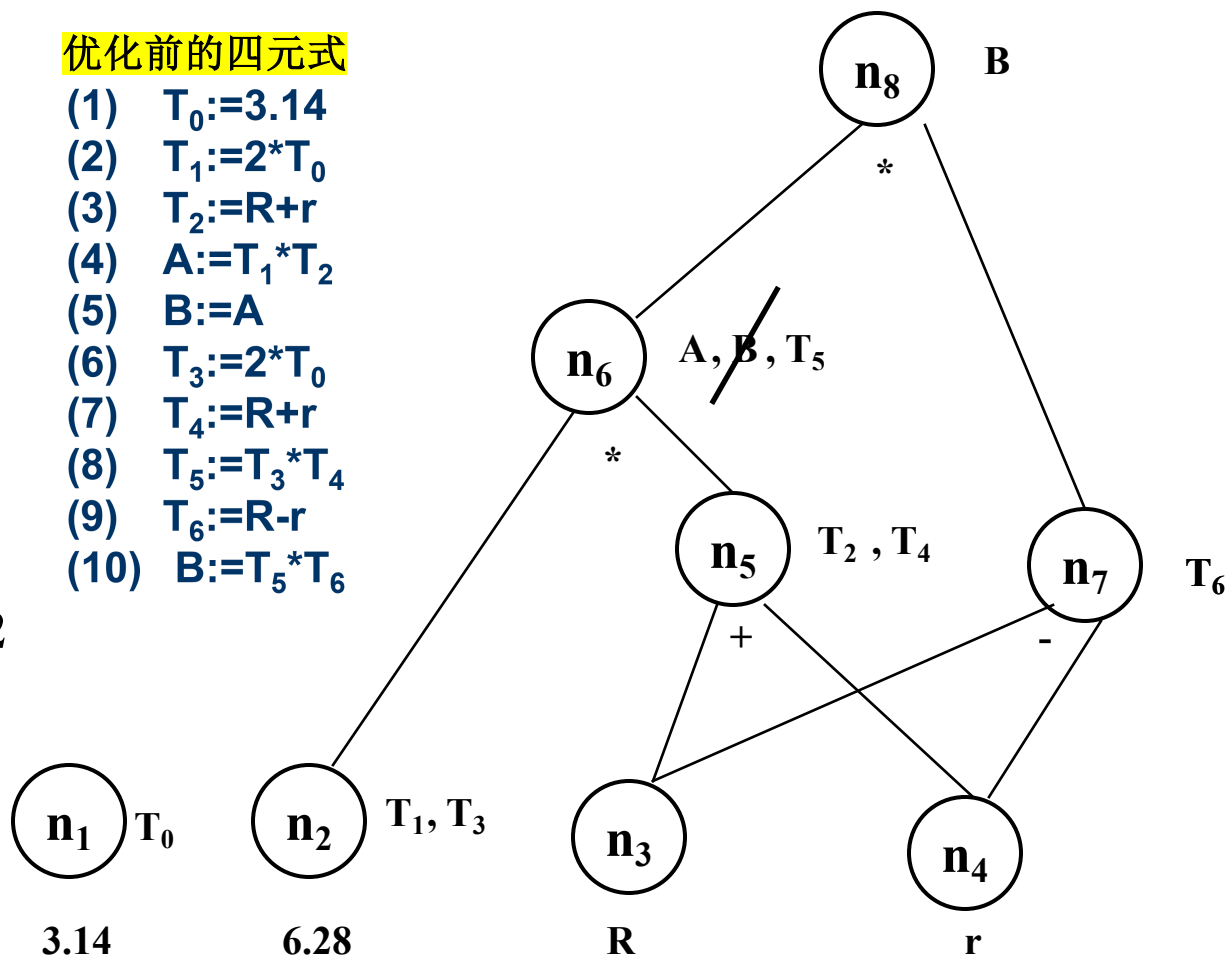 优化前的四元式
(1) T₀:=3.14
(2) T₁:=2*T₀
(3) T₂:=R+r
(4) A:=T₁*T₂
(5) B:=A
(6) T₃:=2*T₀
(7) T₄:=R+r
(8) T₅:=T₃*T₄
(9) T₆:=R-r
(10) B:=T₅*T₆
n₈ B
*
n₆ A, B, T₅
*
n₅ T₂, T₄
+
n₇ T₆
-
2
n₁ T₀
3.14
n₂ T₁, T₃
6.28
n₃
R
n₄
r